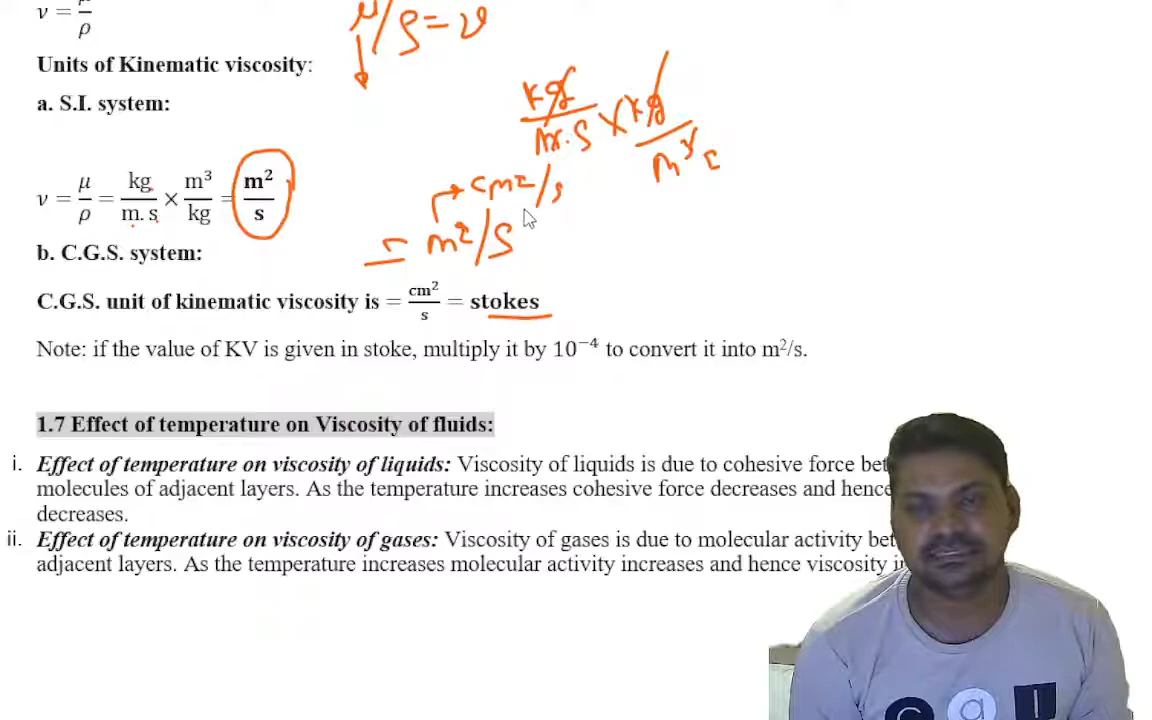 ν = μ/ρ
μ/ρ = ν
Units of Kinematic viscosity:
a. S.I. system:
kg/m.s × kg/m³
ν = μ/ρ = kg/m.s × m³/kg = m²/s
→ cm²/s
= m²/s
b. C.G.S. system:
C.G.S. unit of kinematic viscosity is = cm²/s = stokes
Note: if the value of KV is given in stoke, multiply it by 10⁻⁴ to convert it into m²/s.
1.7 Effect of temperature on Viscosity of fluids:
i. Effect of temperature on viscosity of liquids: Viscosity of liquids is due to cohesive force bet
molecules of adjacent layers. As the temperature increases cohesive force decreases and hence
decreases.
ii. Effect of temperature on viscosity of gases: Viscosity of gases is due to molecular activity bet
adjacent layers. As the temperature increases molecular activity increases and hence viscosity i